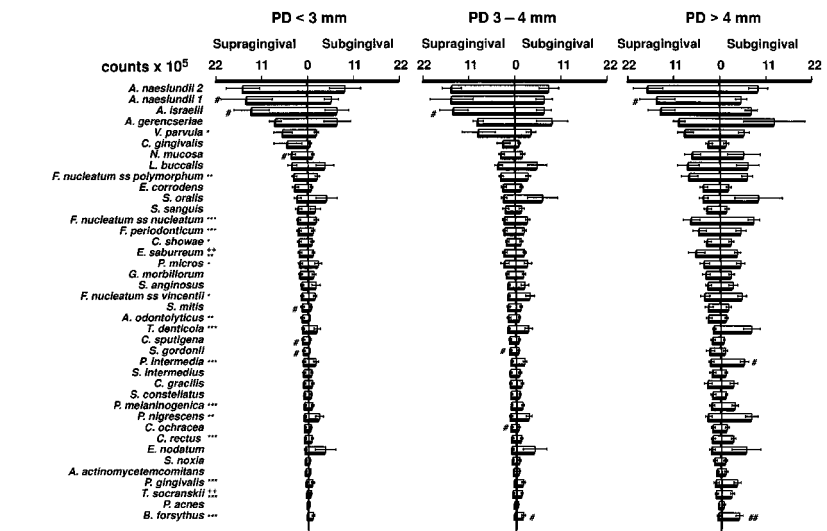 PD < 3 mm PD 3 – 4 mm PD > 4 mm
Supragingival Subgingival Supragingival Subgingival Supragingival Subgingival
counts x 10⁵ 22 11 0 11 22 22 11 0 11 22 22 11 0 11 22
A. naeslundii 2
A. naeslundii 1 # #
A. israelii # #
A. gerencseriae
V. parvula *
C. gingivalis
N. mucosa #
L. buccalis
F. nucleatum ss polymorphum **
E. corrodens
S. oralis
S. sanguis
F. nucleatum ss nucleatum ***
F. periodonticum ***
C. showae *
E. saburreum ++ **
P. micros *
G. morbillorum
S. anginosus
F. nucleatum ss vincentii *
S. mitis #
A. odontolyticus **
T. denticola ***
C. sputigena #
S. gordonii # #
P. intermedia *** #
S. intermedius
C. gracilis
S. constellatus
P. melaninogenica ***
P. nigrescens **
C. ochracea #
C. rectus ***
E. nodatum
S. noxia
A. actinomycetemcomitans
P. gingivalis ***
T. socranskii ++ ***
P. acnes
B. forsythus *** # ##